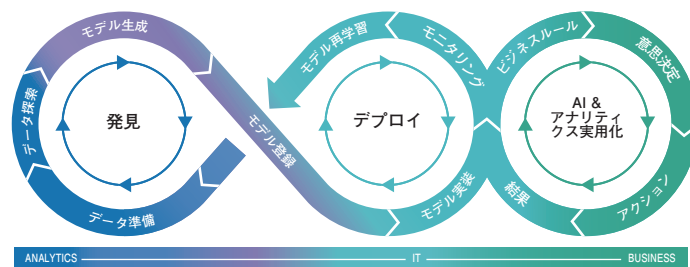 モデル生成
データ探索
発見
データ準備
モデル登録
モデル再学習
モニタリング
デプロイ
モデル実装
ビジネスルール
意思決定
AI &
アナリティ
クス実用化
結果
アクション
ANALYTICS
IT
BUSINESS